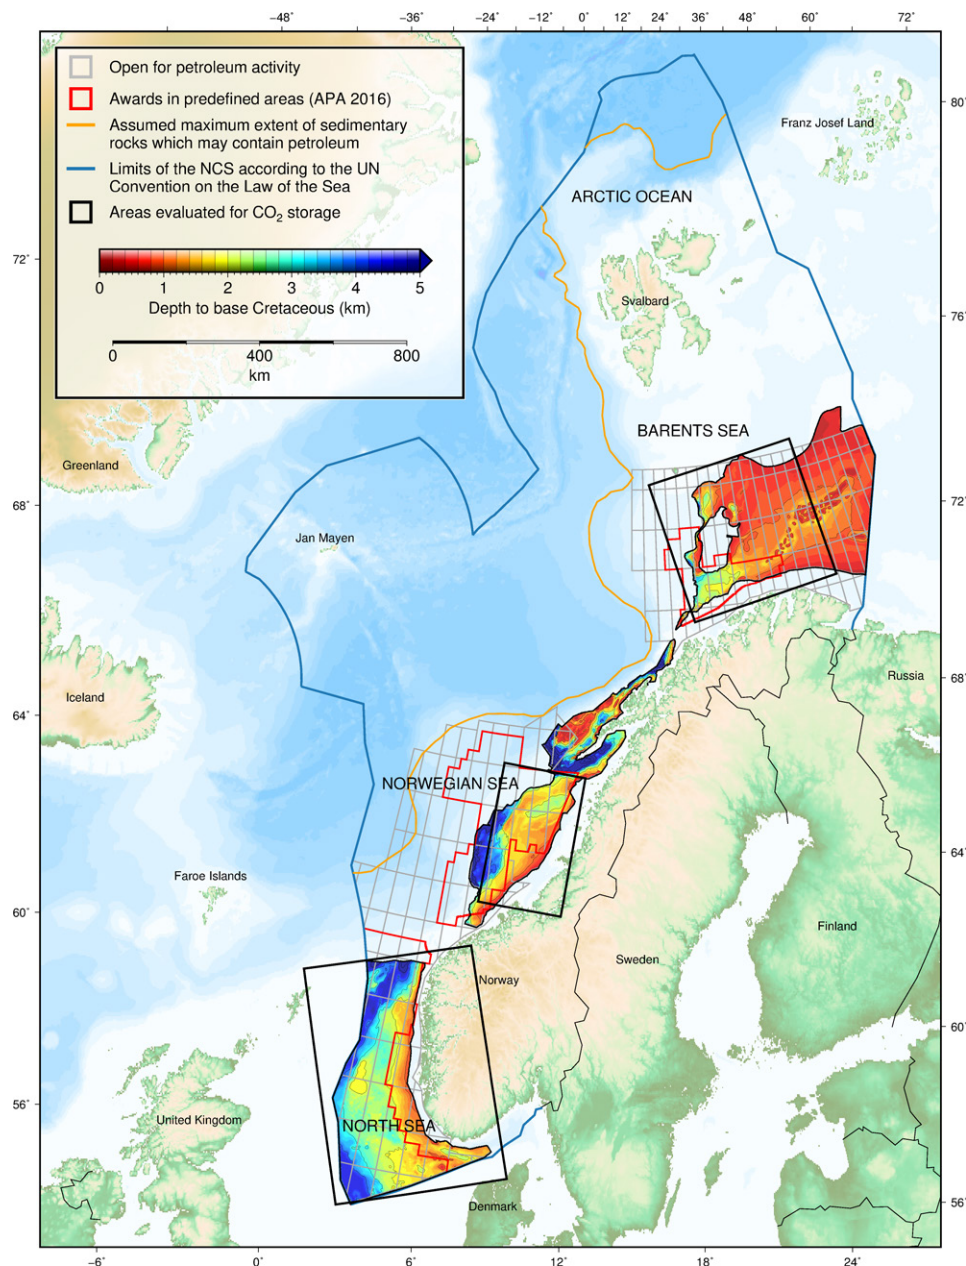 −48° −36° −24° −12° 0° 12° 24° 36° 48° 60° 72°
Open for petroleum activity
Awards in predefined areas (APA 2016)
Assumed maximum extent of sedimentary
rocks which may contain petroleum
Limits of the NCS according to the UN
Convention on the Law of the Sea
Areas evaluated for CO₂ storage
0 1 2 3 4 5
Depth to base Cretaceous (km)
0 400 800
km
80°
Franz Josef Land
ARCTIC OCEAN
72°
Svalbard
76°
BARENTS SEA
Greenland
68°
72°
Jan Mayen
Russia
68°
Iceland
64°
NORWEGIAN SEA
64°
Faroe Islands
60°
Finland
Sweden
Norway
60°
56°
United Kingdom
NORTH SEA
56°
Denmark
−6° 0° 6° 12° 18° 24°